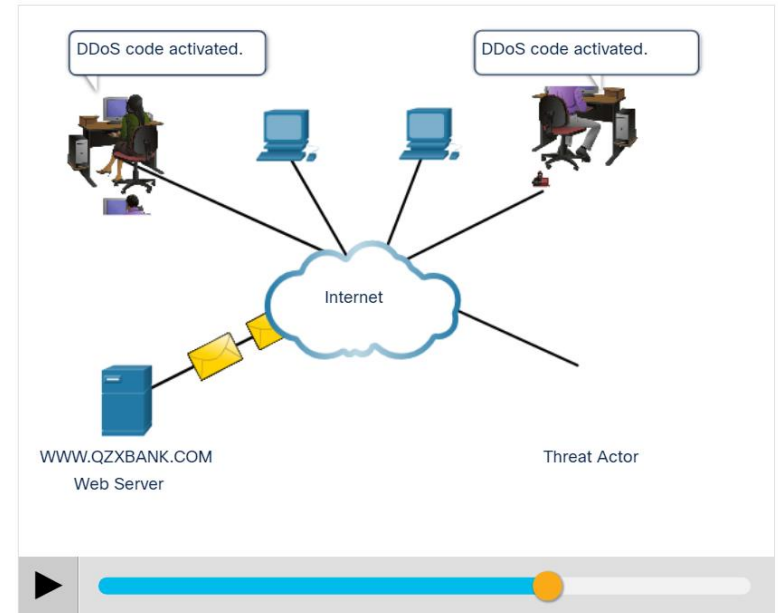 DDoS code activated.
DDoS code activated.
Internet
WWW.QZXBANK.COM
Web Server
Threat Actor